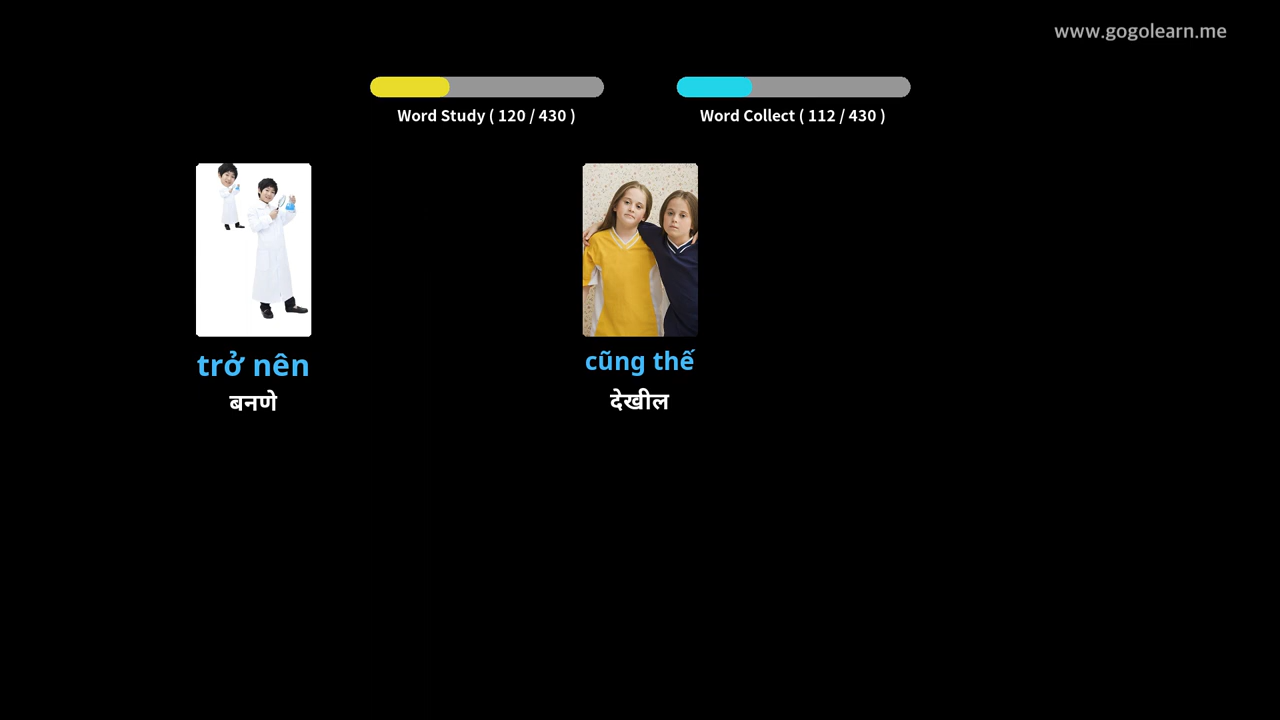 www.gogolearn.me
Word Study ( 120 / 430 )
Word Collect ( 112 / 430 )
trở nên
cũng thế
बनणे
देखील